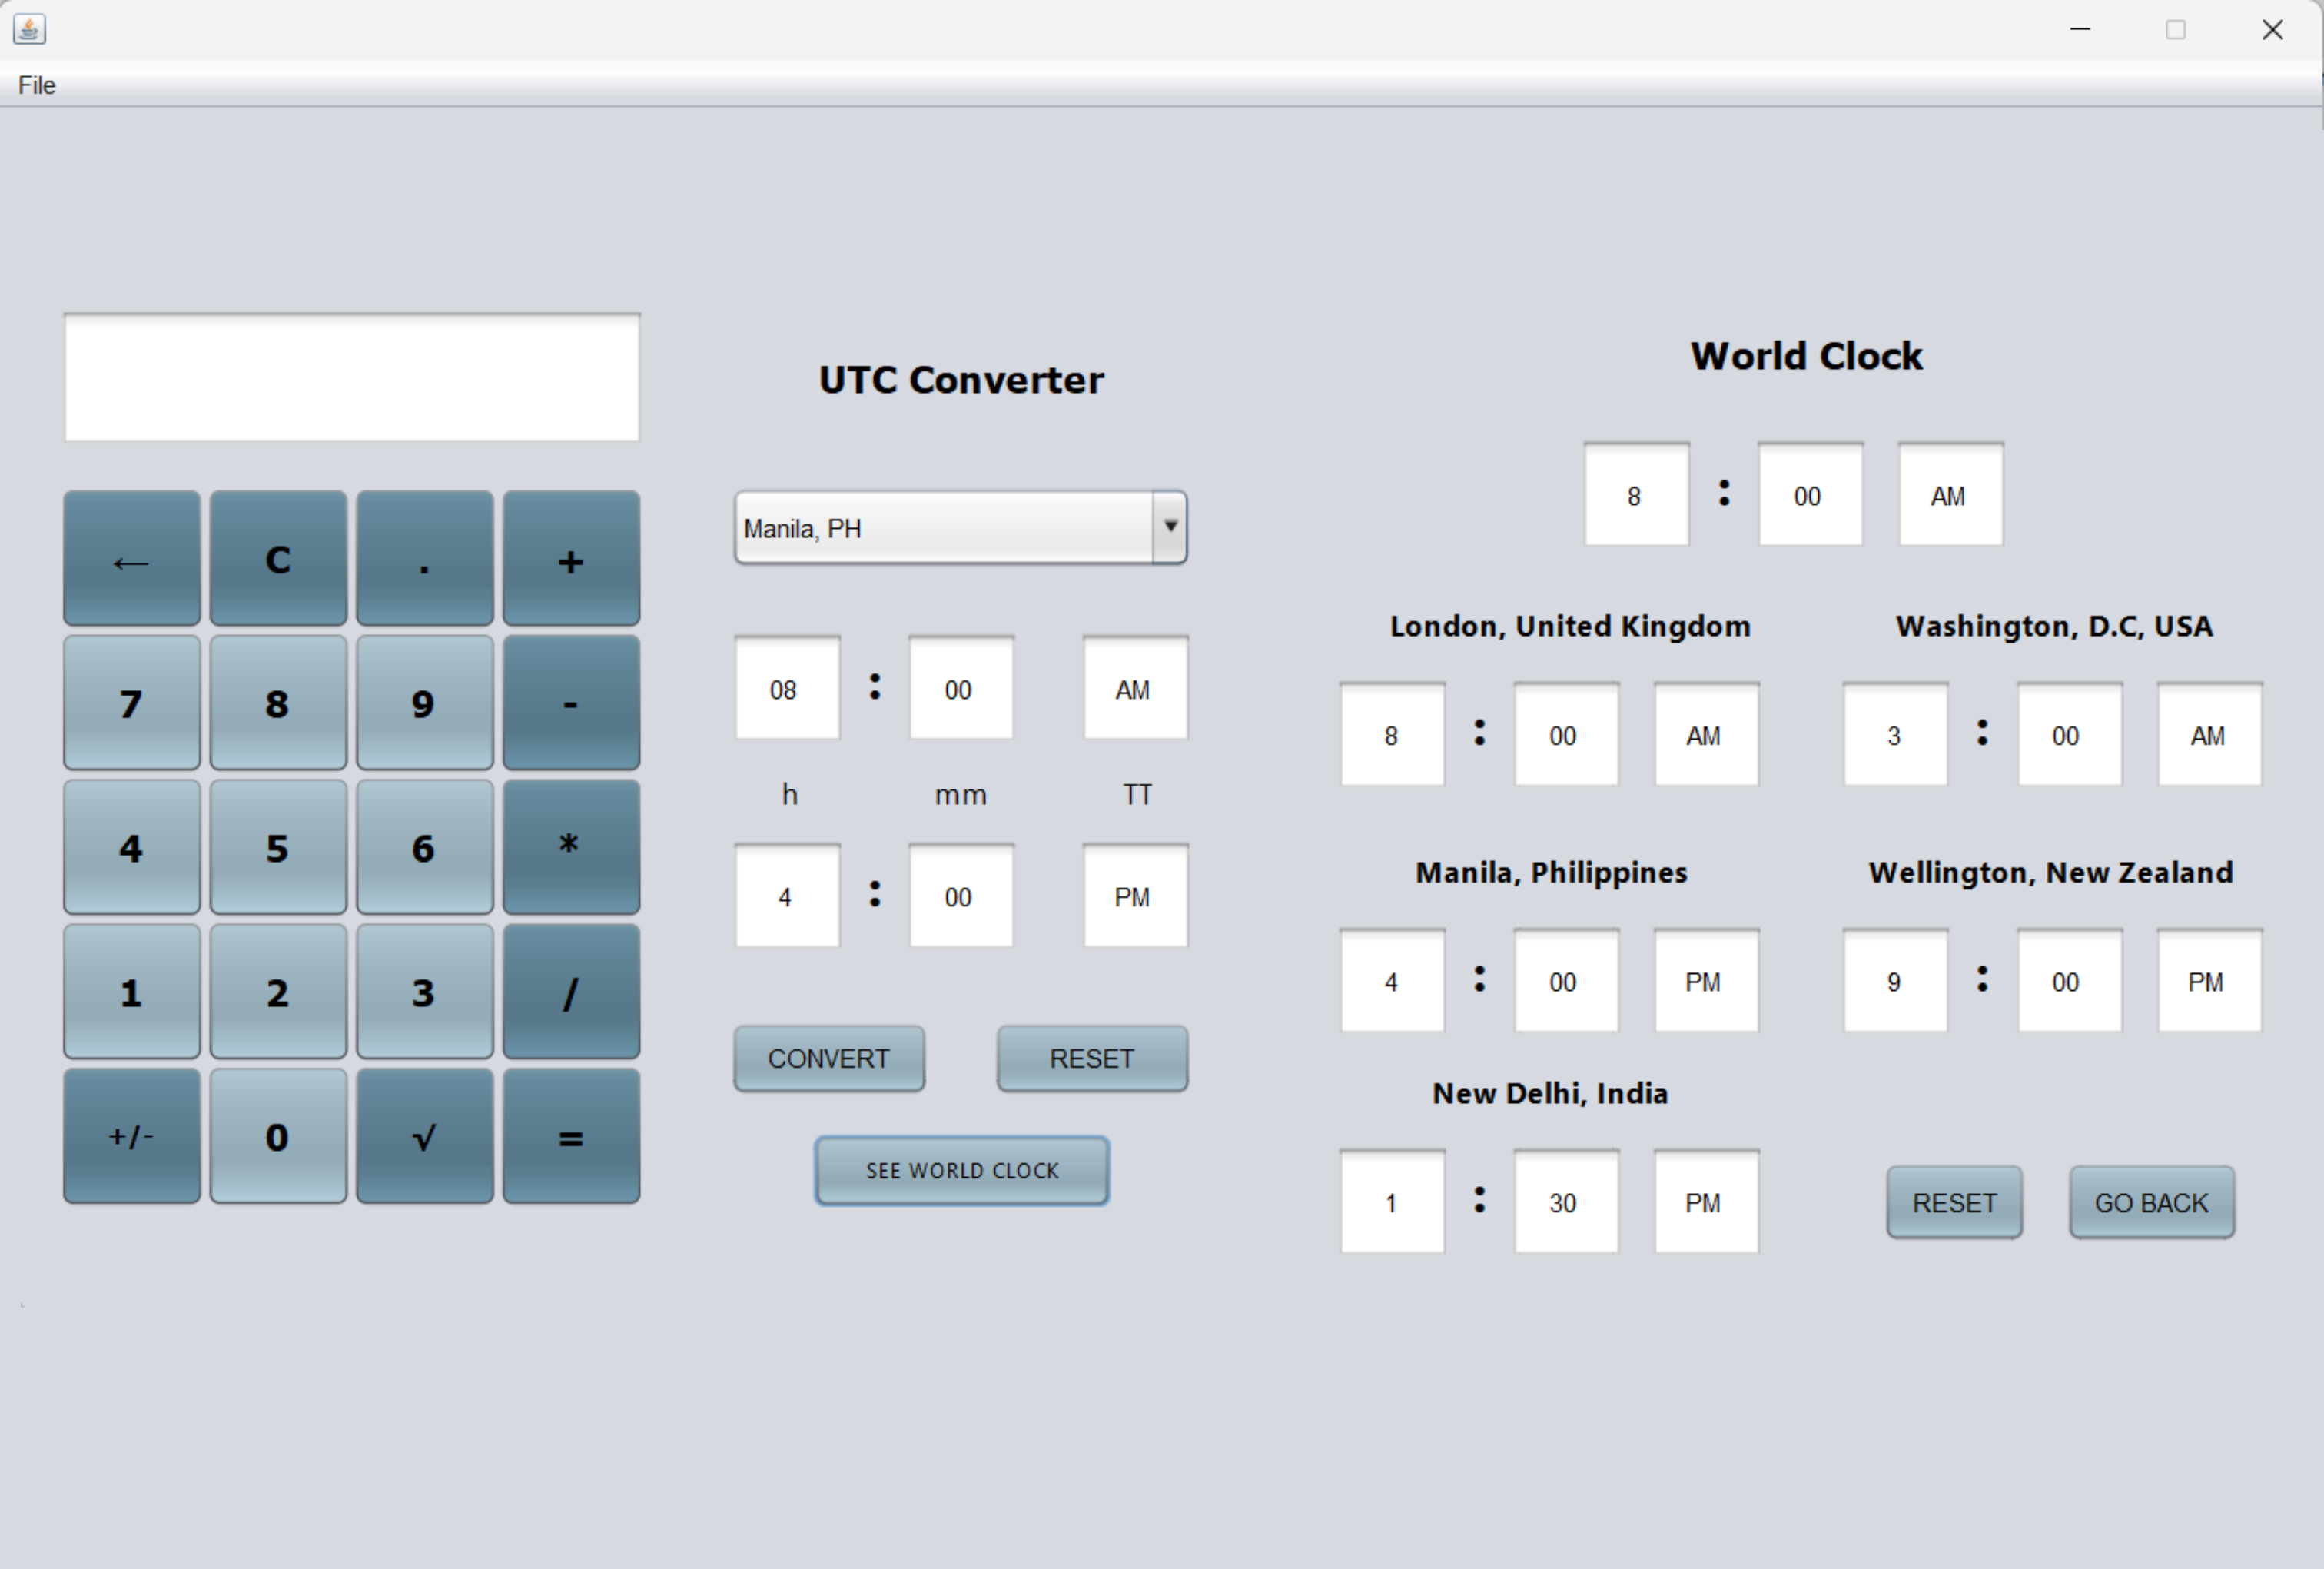 File
← C . +
7 8 9 -
4 5 6 *
1 2 3 /
+/- 0 √ =
UTC Converter
Manila, PH
08 : 00 AM
h mm TT
4 : 00 PM
CONVERT RESET
SEE WORLD CLOCK
World Clock
8 : 00 AM
London, United Kingdom
8 : 00 AM
Washington, D.C, USA
3 : 00 AM
Manila, Philippines
4 : 00 PM
Wellington, New Zealand
9 : 00 PM
New Delhi, India
1 : 30 PM
RESET GO BACK